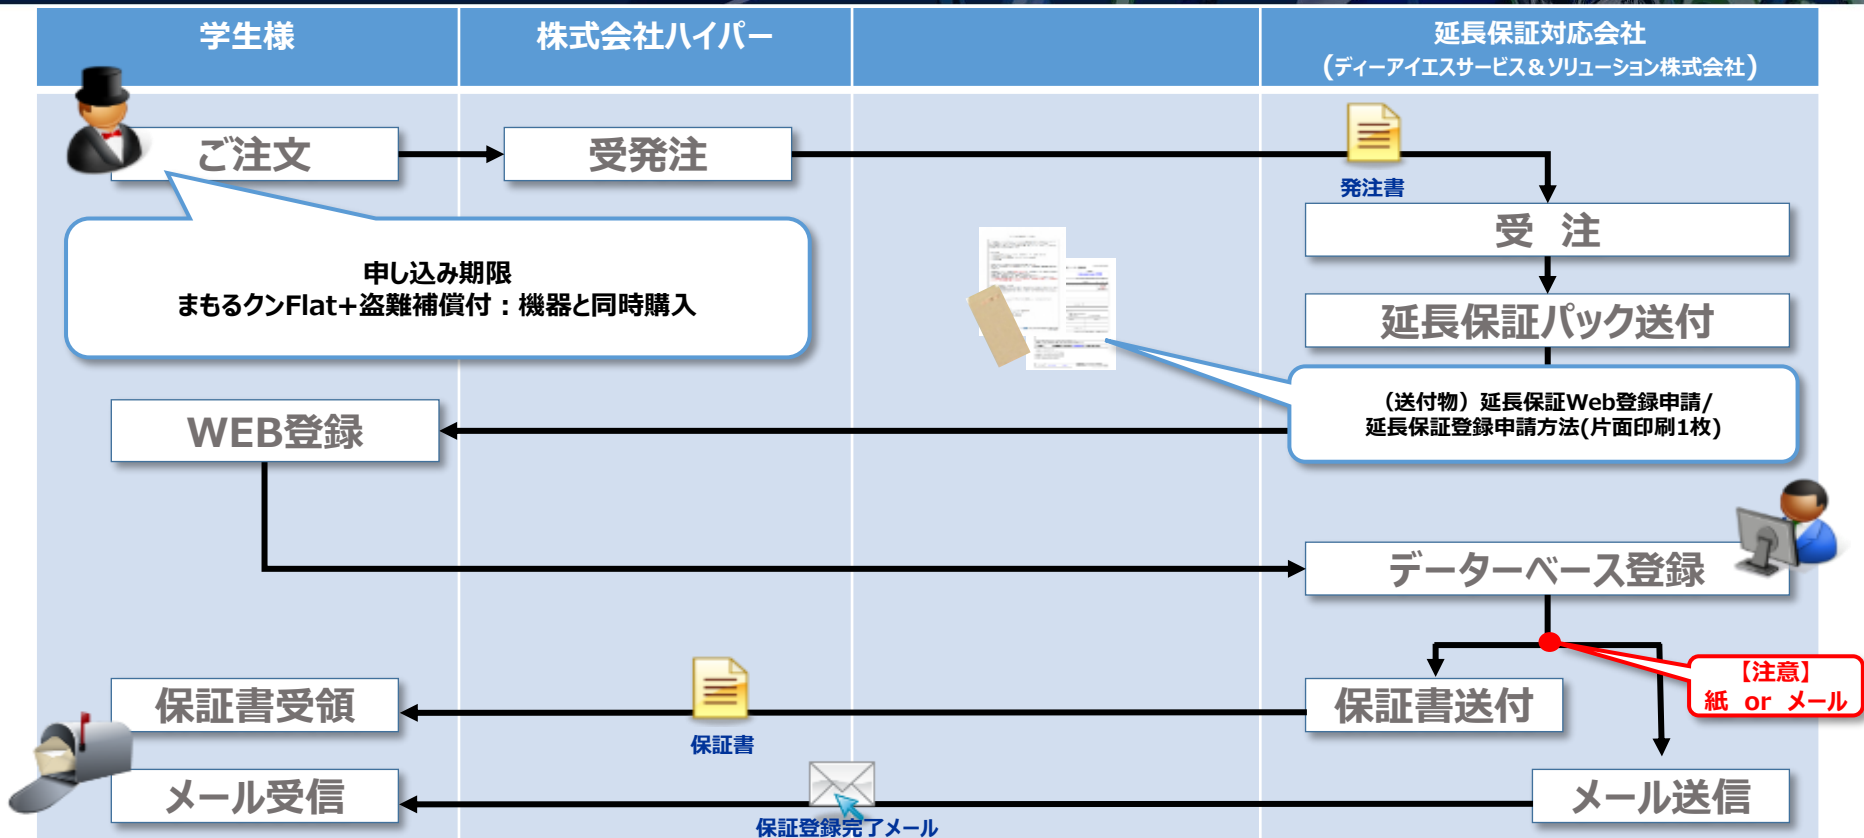 学生様
株式会社ハイパー
延長保証対応会社
(ディーアイエスサービス&ソリューション株式会社)
ご注文
受発注
発注書
受 注
申し込み期限
まもるクンFlat+盗難補償付：機器と同時購入
延長保証パック送付
（送付物）延長保証Web登録申請/
延長保証登録申請方法(片面印刷1枚)
WEB登録
データーベース登録
【注意】
紙 or メール
保証書受領
保証書
保証書送付
メール受信
保証登録完了メール
メール送信